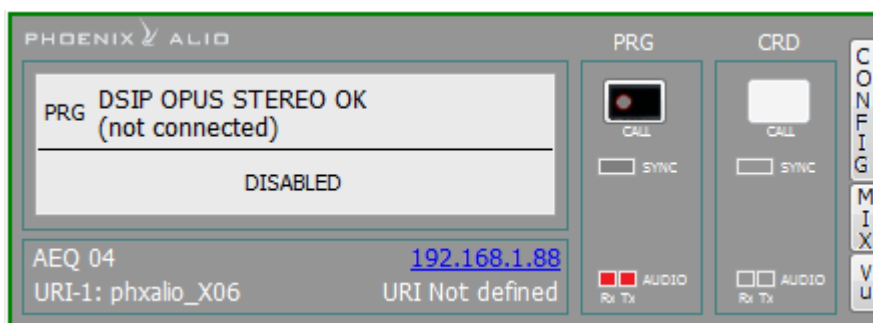 PHOENIX ALIO
PRG
DSIP OPUS STEREO OK
(not connected)
DISABLED
AEQ 04
192.168.1.88
URI-1: phxalio_X06
URI Not defined
PRG
CALL
SYNC
AUDIO
Rx Tx
CRD
CALL
SYNC
AUDIO
Rx Tx
CONFIG
MIX
Vu